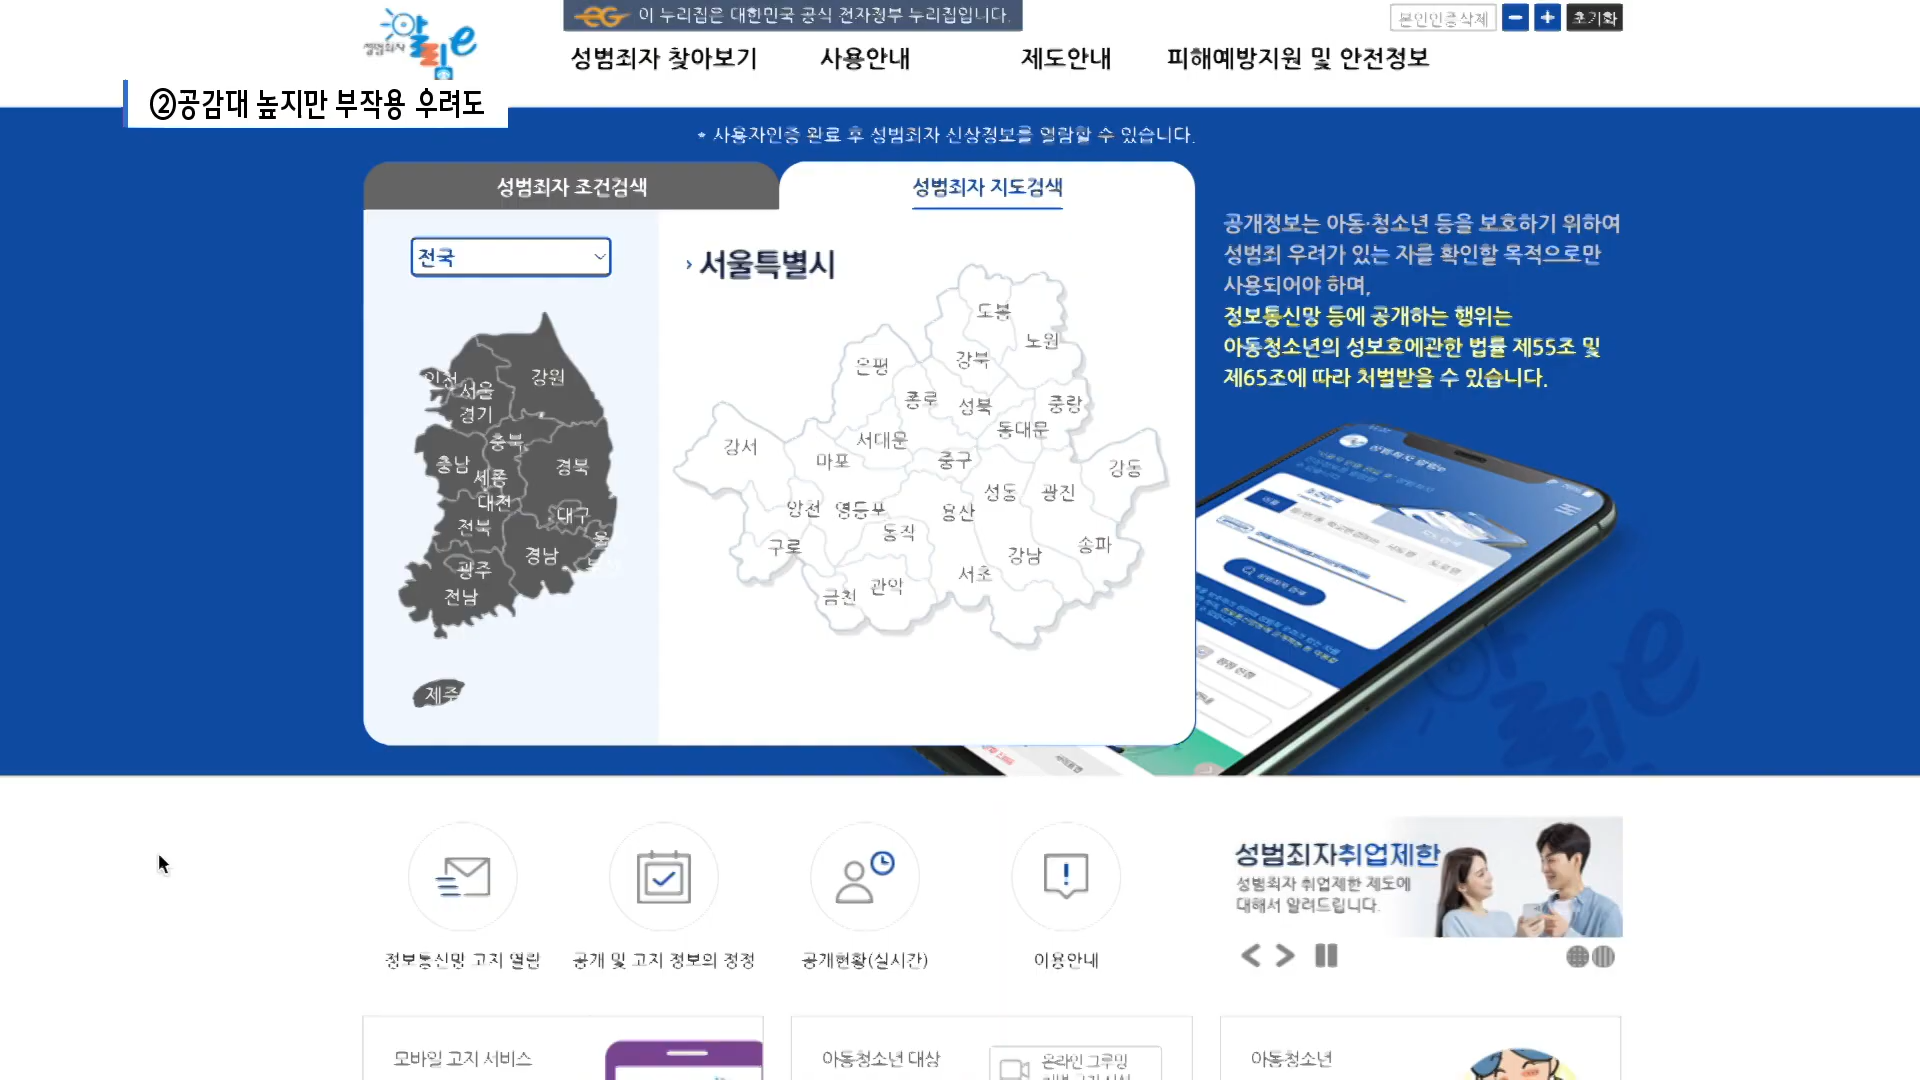 성범죄자 알림e
이 누리집은 대한민국 공식 전자정부 누리집입니다.
본인인증삭제
초기화
성범죄자 찾아보기
사용안내
제도안내
피해예방지원 및 안전정보
②공감대 높지만 부작용 우려도
* 사용자인증 완료 후 성범죄자 신상정보를 열람할 수 있습니다.
성범죄자 조건검색
성범죄자 지도검색
전국
인천
서울
강원
경기
충북
충남
세종
경북
대전
전북
대구
울
경남
광주
전남
제주
서울특별시
도봉
노원
은평
강북
종로
성북
중랑
강서
서대문
동대문
마포
중구
강동
양천
영등포
용산
성동
광진
동작
구로
강남
송파
금천
관악
서초
공개정보는 아동·청소년 등을 보호하기 위하여
성범죄 우려가 있는 자를 확인할 목적으로만
사용되어야 하며,
정보통신망 등에 공개하는 행위는
아동청소년의 성보호에관한 법률 제55조 및
제65조에 따라 처벌받을 수 있습니다.
성범죄자 알림e
정보통신망 고지 열람
공개 및 고지 정보의 정정
공개현황(실시간)
이용안내
성범죄자취업제한
성범죄자 취업제한 제도에
대해서 알려드립니다.
모바일 고지 서비스
아동청소년 대상
온라인 그루밍
아동청소년